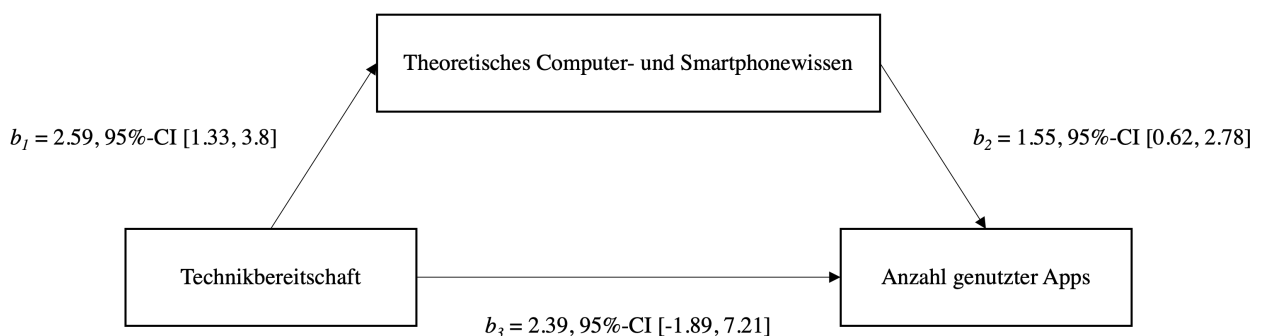 Theoretisches Computer- und Smartphonewissen
b₁ = 2.59, 95%-CI [1.33, 3.8]
b₂ = 1.55, 95%-CI [0.62, 2.78]
Technikbereitschaft
Anzahl genutzter Apps
b₃ = 2.39, 95%-CI [-1.89, 7.21]